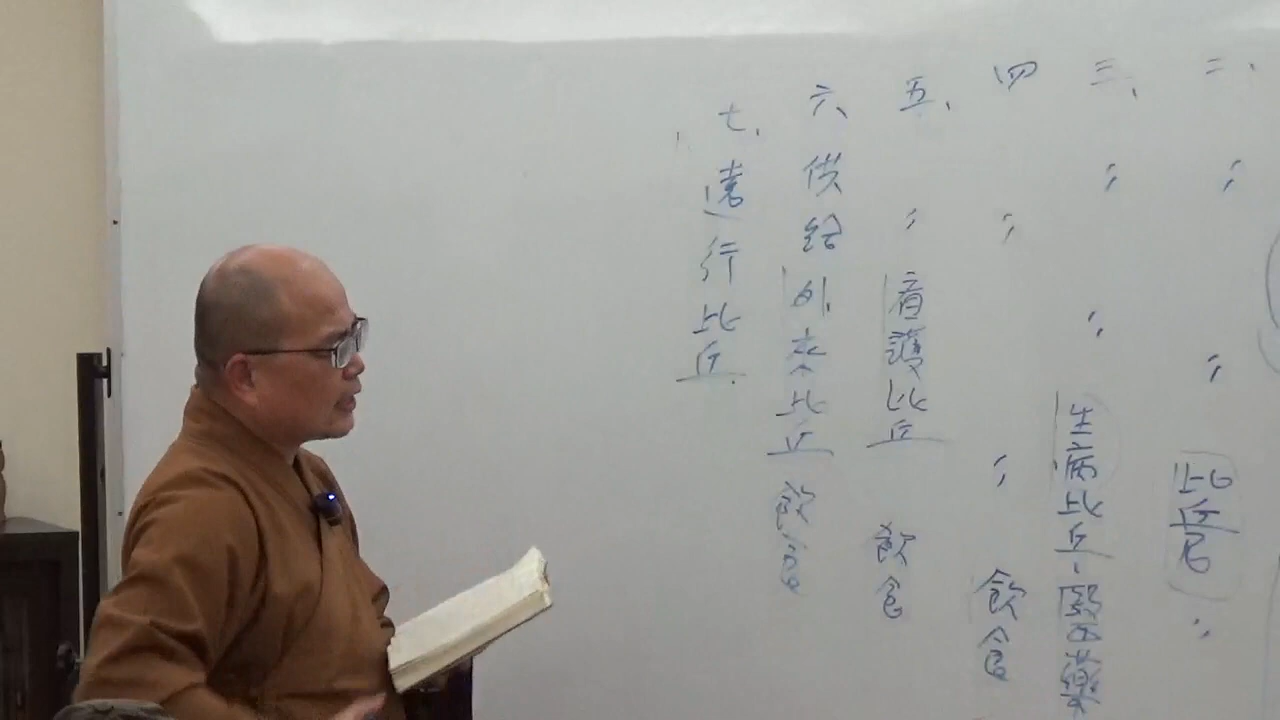 二、〃〃比丘尼〃
三、〃〃生病比丘、醫藥
四〃〃飲食
五、〃看護比丘 飲食
六、供給外來比丘飲食
七、遠行比丘